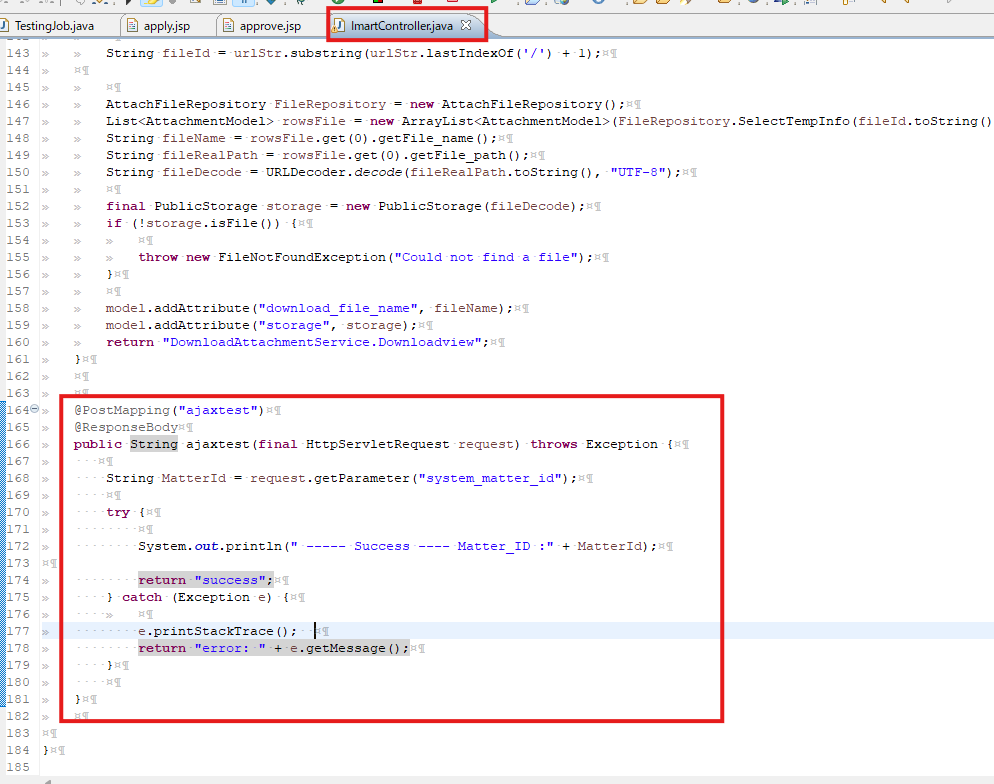 TestingJob.java apply.jsp approve.jsp ImartController.java
143 String fileId = urlStr.substring(urlStr.lastIndexOf('/') + 1);
144
145
146 AttachFileRepository FileRepository = new AttachFileRepository();
147 List<AttachmentModel> rowsFile = new ArrayList<AttachmentModel>(FileRepository.SelectTempInfo(fileId.toString()
148 String fileName = rowsFile.get(0).getFile_name();
149 String fileRealPath = rowsFile.get(0).getFile_path();
150 String fileDecode = URLDecoder.decode(fileRealPath.toString(), "UTF-8");
151
152 final PublicStorage storage = new PublicStorage(fileDecode);
153 if (!storage.isFile()) {
154
155 throw new FileNotFoundException("Could not find a file");
156 }
157
158 model.addAttribute("download_file_name", fileName);
159 model.addAttribute("storage", storage);
160 return "DownloadAttachmentService.Downloadview";
161 }
162
163
164 @PostMapping("ajaxtest")
165 @ResponseBody
166 public String ajaxtest(final HttpServletRequest request) throws Exception {
167
168 String MatterId = request.getParameter("system_matter_id");
169
170 try {
171
172 System.out.println(" ----- Success ---- Matter_ID :" + MatterId);
173
174 return "success";
175 } catch (Exception e) {
176
177 e.printStackTrace();
178 return "error: " + e.getMessage();
179 }
180
181 }
182
183
184 }
185